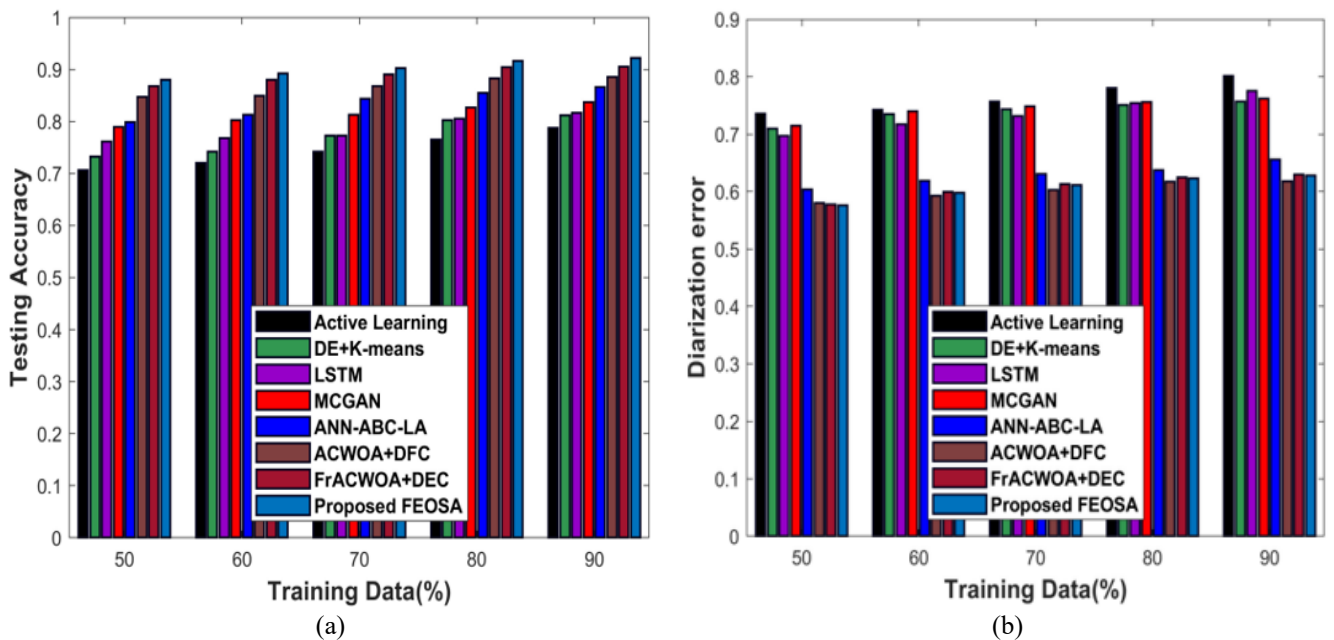 1
0.9
0.8
0.7
0.6
0.5
0.4
0.3
0.2
0.1
0
Testing Accuracy
Active Learning
DE+K-means
LSTM
MCGAN
ANN-ABC-LA
ACWOA+DFC
FrACWOA+DEC
Proposed FEOSA
50 60 70 80 90
Training Data(%)
(a)
0.9
0.8
0.7
0.6
0.5
0.4
0.3
0.2
0.1
0
Diarization error
Active Learning
DE+K-means
LSTM
MCGAN
ANN-ABC-LA
ACWOA+DFC
FrACWOA+DEC
Proposed FEOSA
50 60 70 80 90
Training Data(%)
(b)